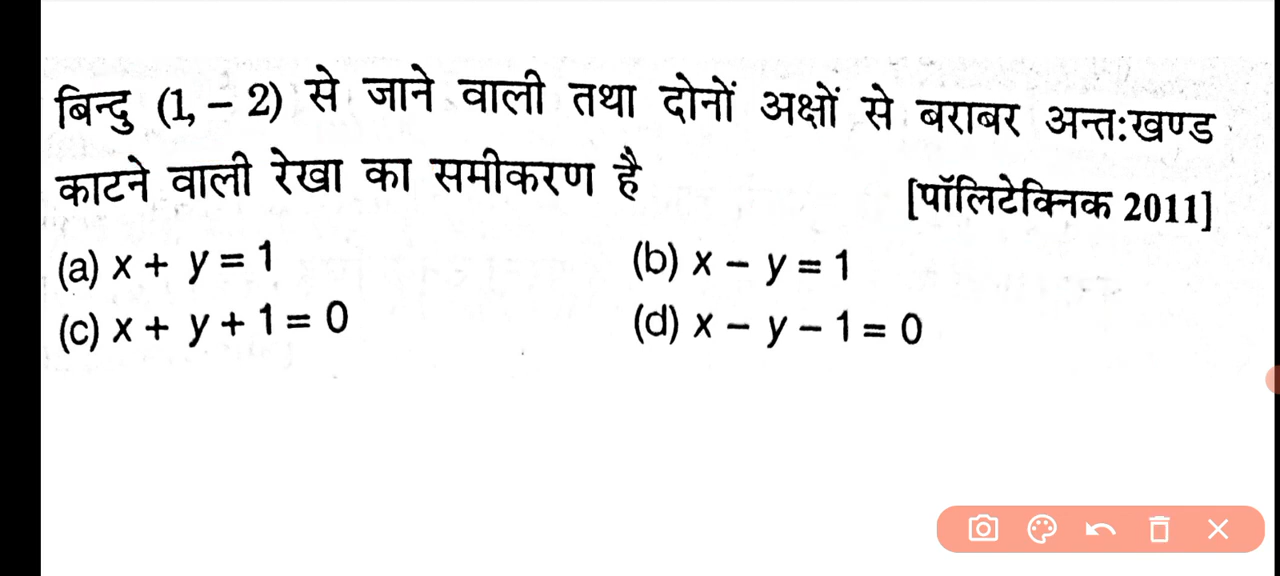 बिन्दु (1, – 2) से जाने वाली तथा दोनों अक्षों से बराबर अन्त:खण्ड
काटने वाली रेखा का समीकरण है
[पॉलिटेक्निक 2011]
(a) x + y = 1
(b) x – y = 1
(c) x + y + 1 = 0
(d) x – y – 1 = 0